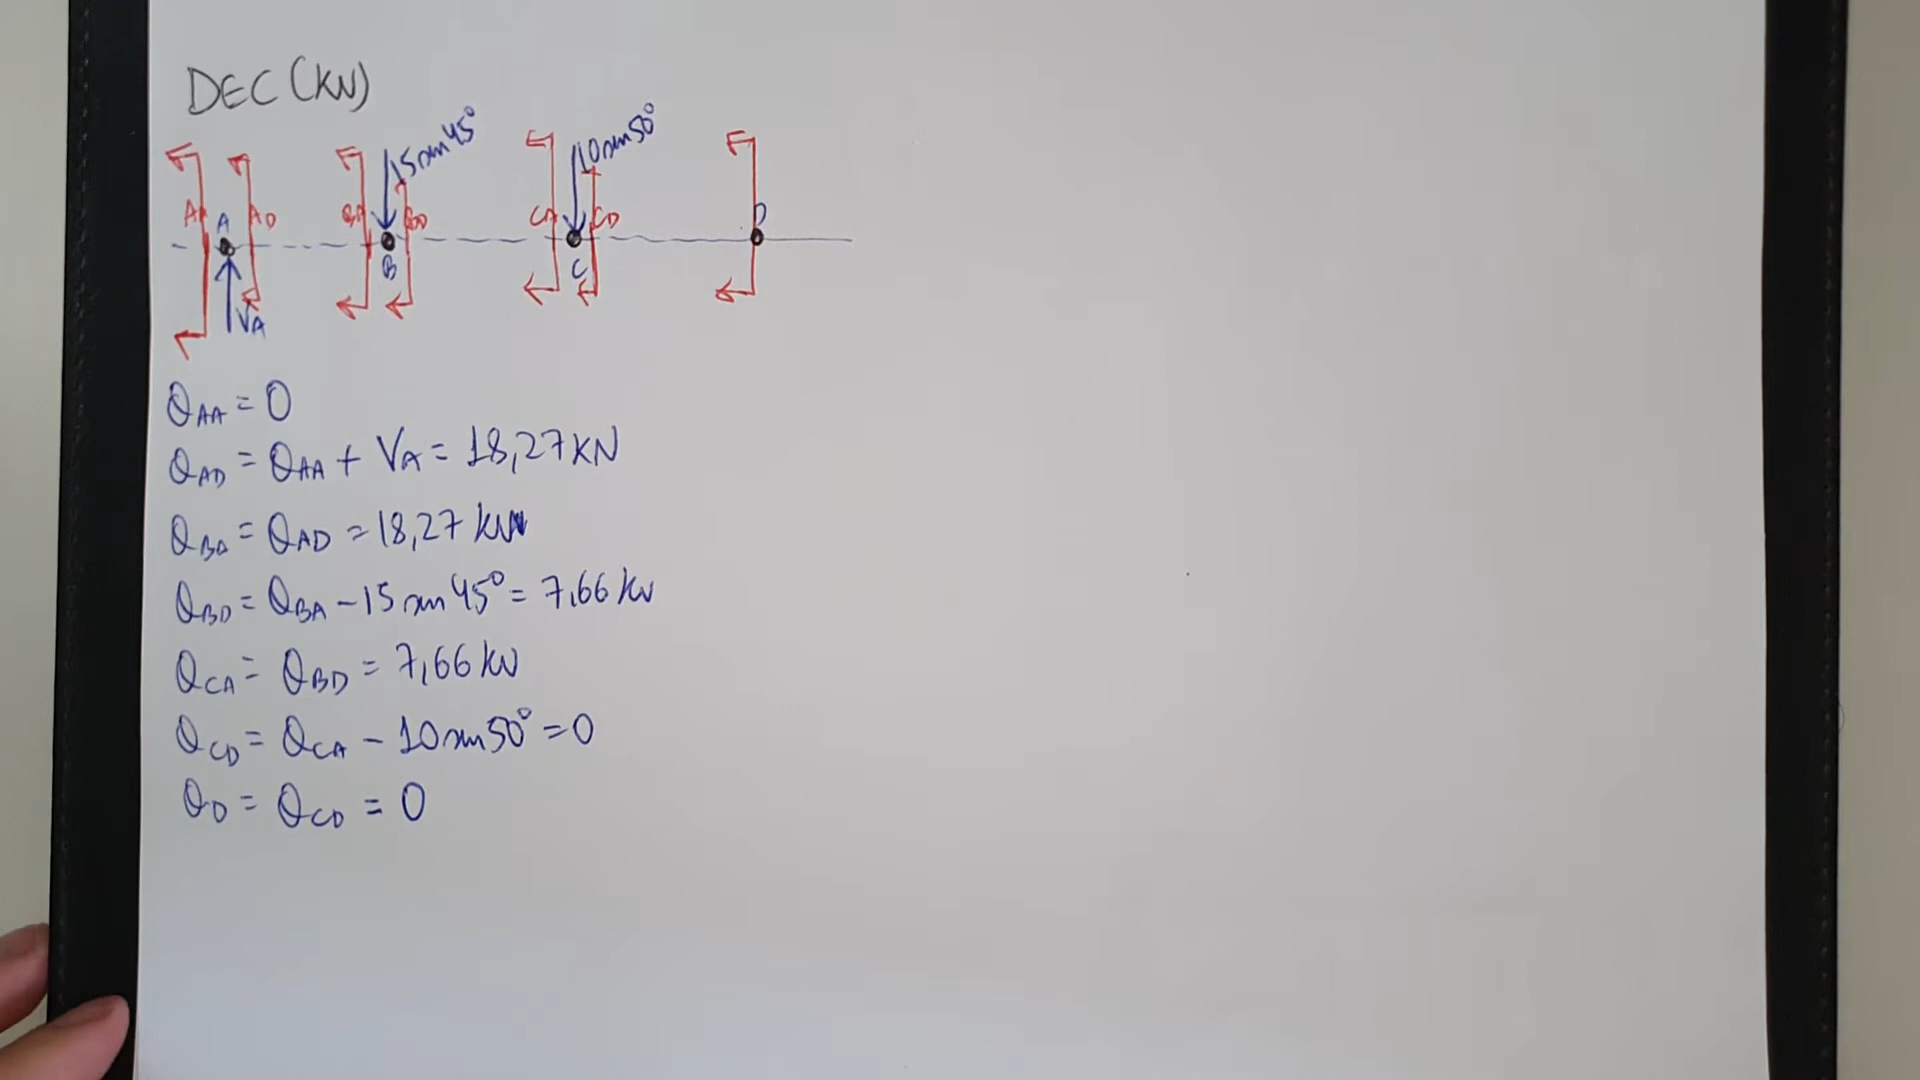 DEC (KN)
15 sen 45° 10 sen 50°
AA A AD BA BD CA CD D
B C
VA
QAA = 0
QAD = QAA + VA = 18,27 KN
QBA = QAD = 18,27 kN
QBD = QBA - 15 sen 45° = 7,66 kN
QCA = QBD = 7,66 kN
QCD = QCA - 10 sen 50° = 0
QD = QCD = 0